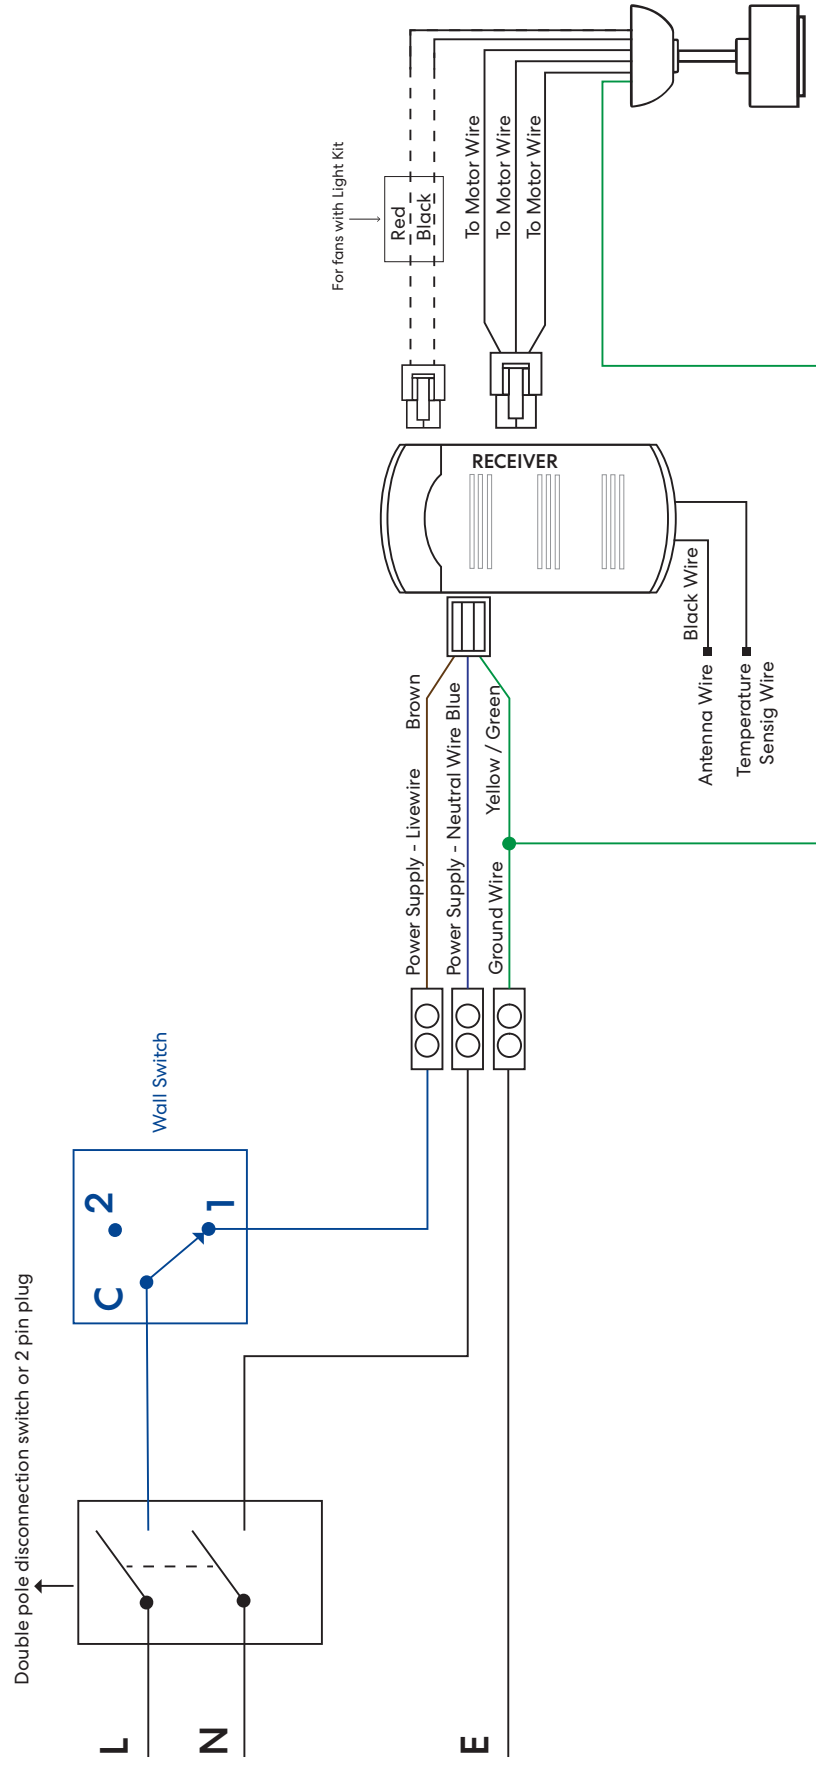 Double pole disconnection switch or 2 pin plug
Wall Switch
C
2
1
L
N
E
Power Supply - Livewire
Brown
Power Supply - Neutral Wire Blue
Ground Wire
Yellow / Green
RECEIVER
Antenna Wire
Black Wire
Temperature
Sensig Wire
For fans with Light Kit
Red
Black
To Motor Wire
To Motor Wire
To Motor Wire